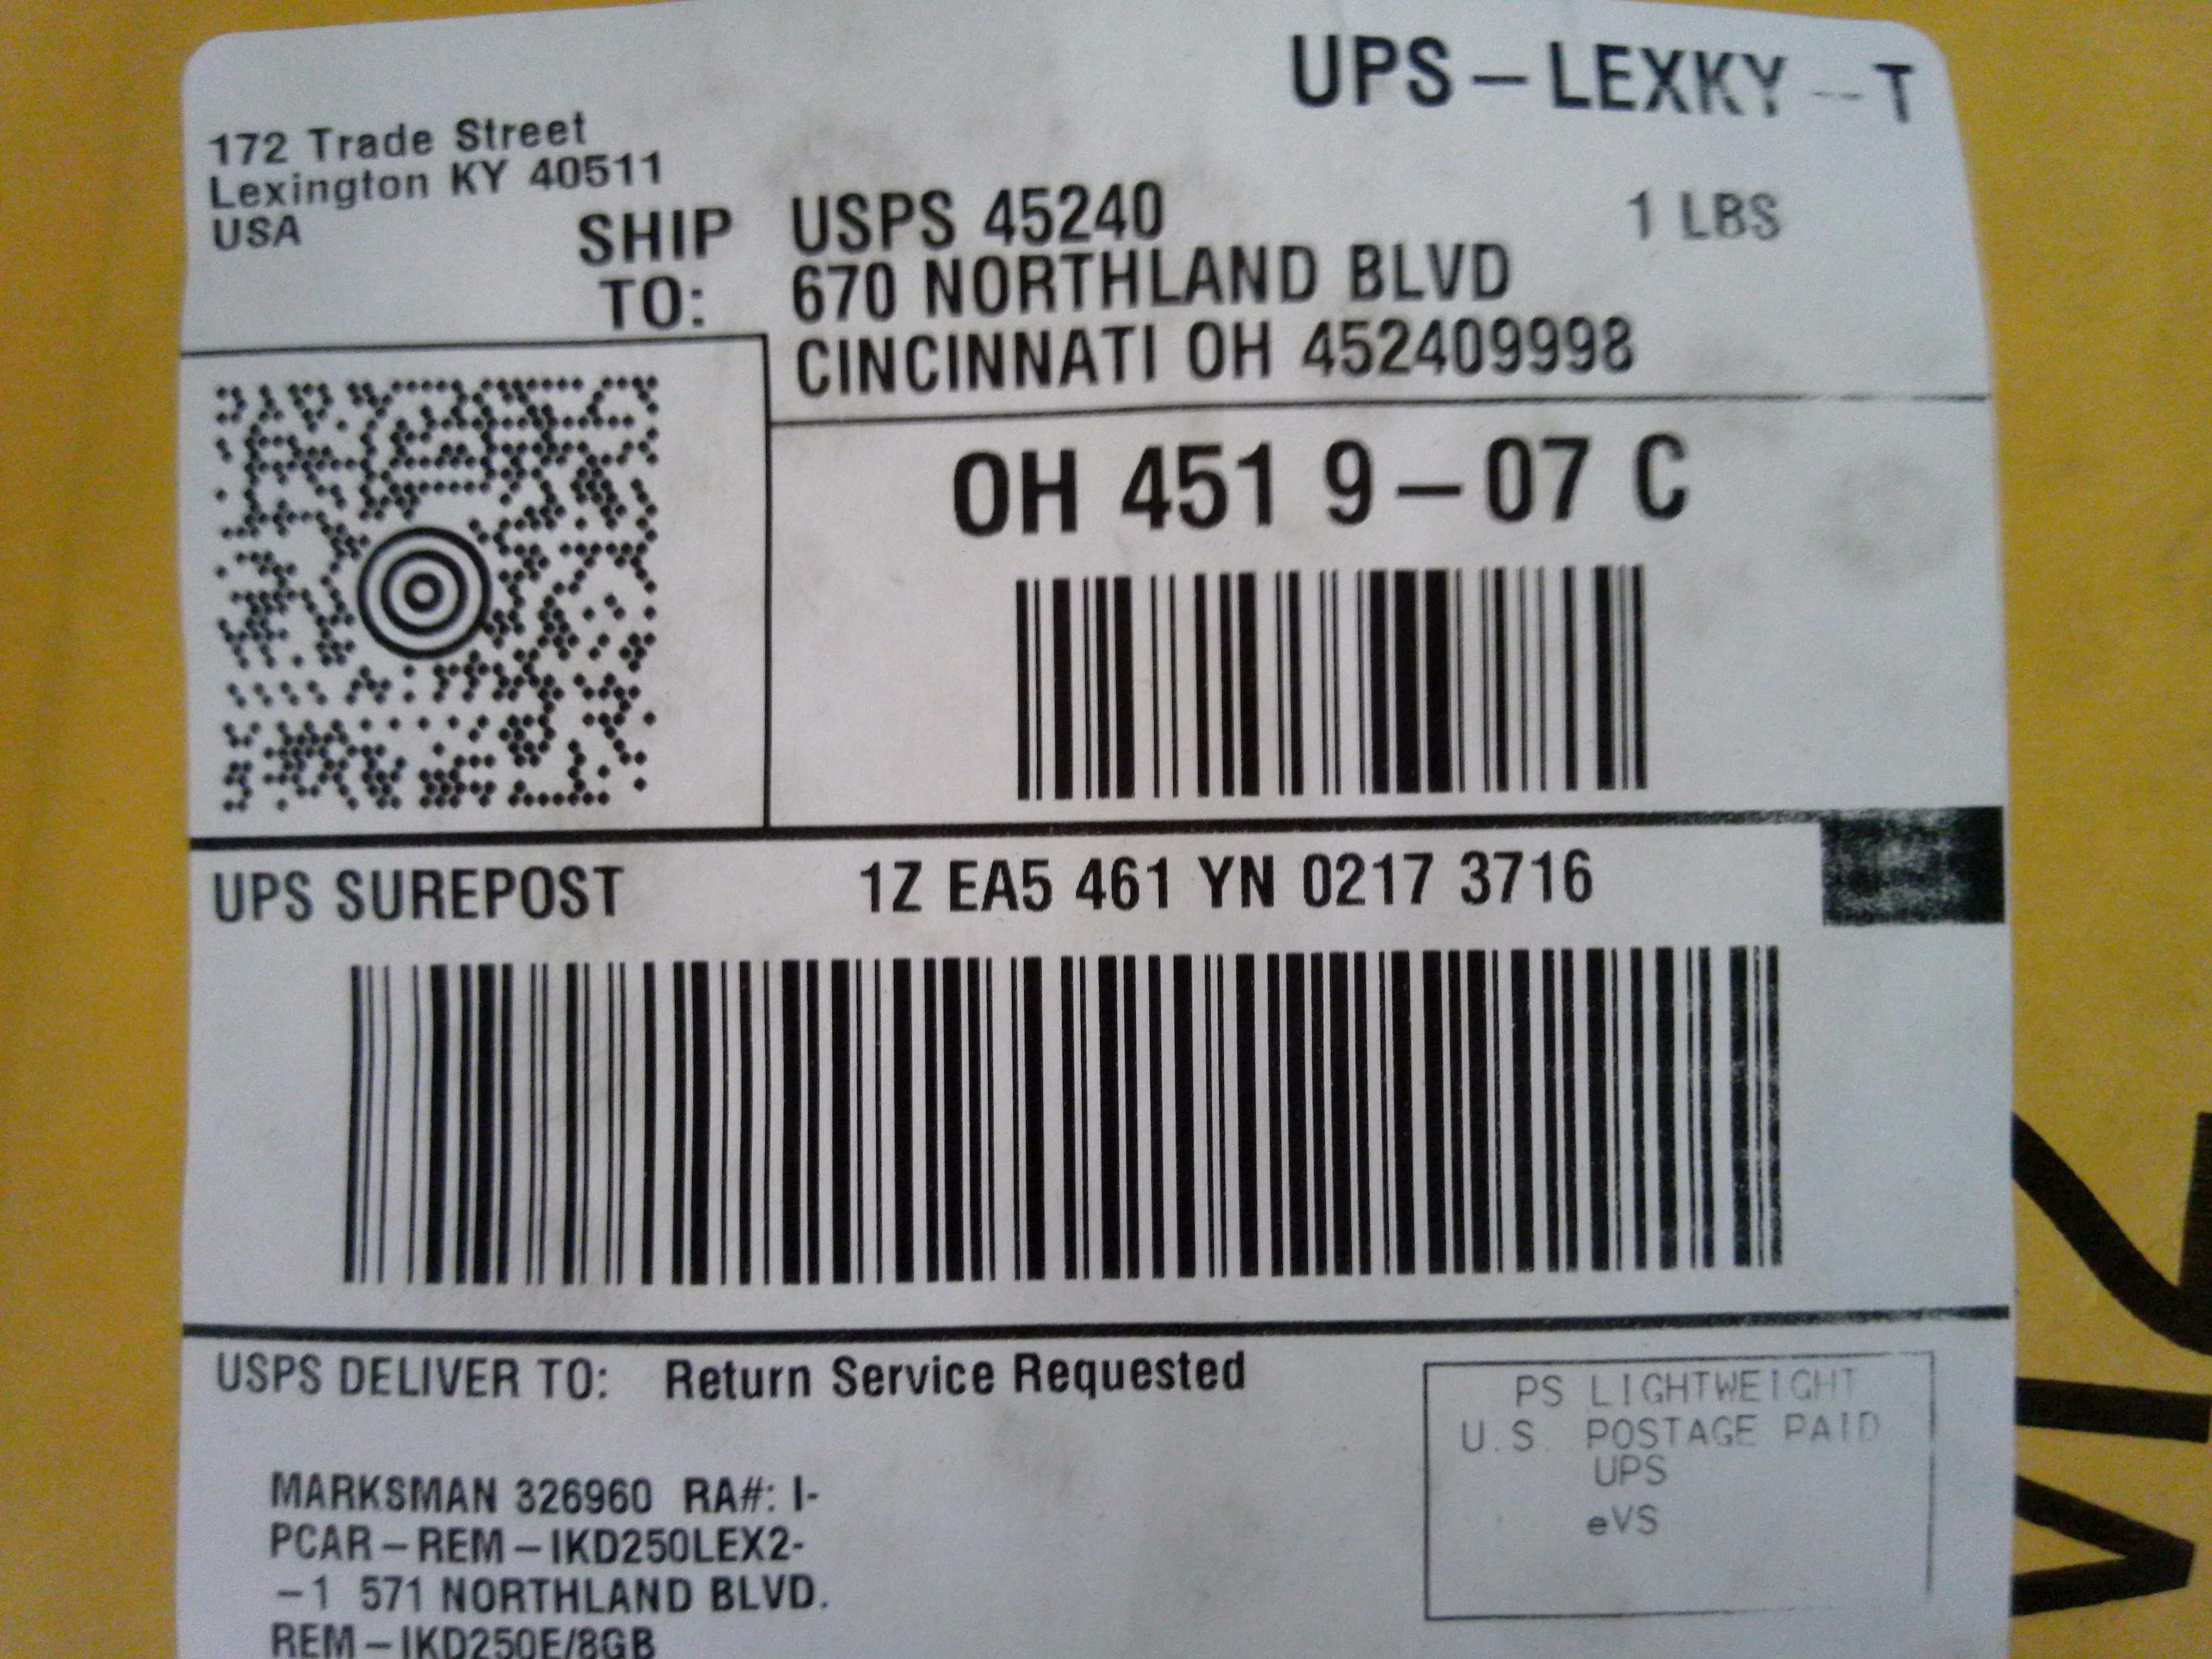 UPS – LEXKY – T
172 Trade Street
Lexington KY 40511
USA
1 LBS
SHIP TO:
USPS 45240
670 NORTHLAND BLVD
CINCINNATI OH 452409998
OH 451 9 – 07 C
UPS SUREPOST 1Z EA5 461 YN 0217 3716
USPS DELIVER TO: Return Service Requested
MARKSMAN 326960 RA#: I-
PCAR – REM – IKD250LEX2-
– 1 571 NORTHLAND BLVD.
REM – IKD250E/8GB
PS LIGHTWEIGHT
U.S. POSTAGE PAID
UPS
eVS